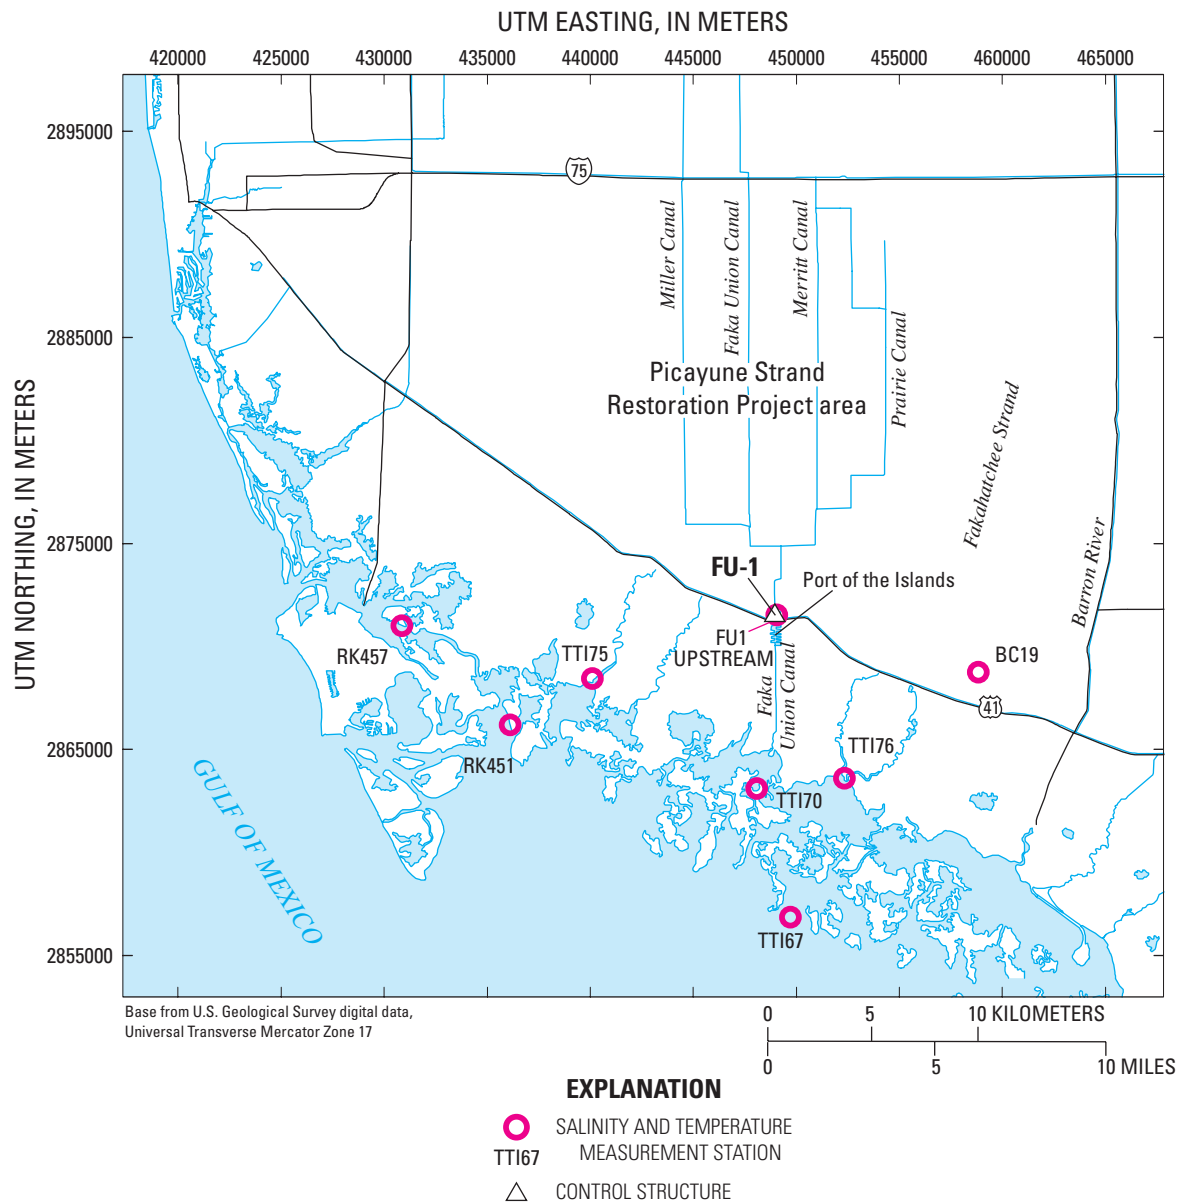 UTM EASTING, IN METERS
420000 425000 430000 435000 440000 445000 450000 455000 460000 465000
UTM NORTHING, IN METERS
2895000
2885000
2875000
2865000
2855000
75
Miller Canal
Faka Union Canal
Merritt Canal
Prairie Canal
Picayune Strand
Restoration Project area
Fakahatchee Strand
Barron River
FU-1
Port of the Islands
FU1
UPSTREAM
Faka
Union Canal
RK457
TTI75
BC19
41
RK451
TTI76
TTI70
TTI67
GULF OF MEXICO
Base from U.S. Geological Survey digital data,
Universal Transverse Mercator Zone 17
0 5 10 KILOMETERS
0 5 10 MILES
EXPLANATION
SALINITY AND TEMPERATURE
MEASUREMENT STATION
TTI67
CONTROL STRUCTURE